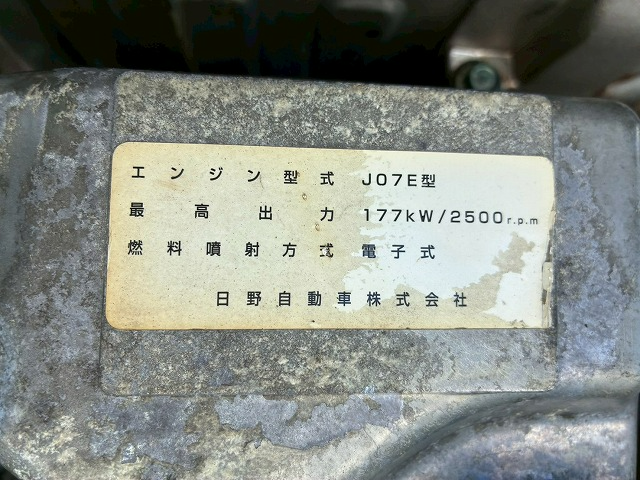 エンジン型式 J07E型
最高出力 177kW/2500r.p.m
燃料噴射方式 電子式
日野自動車株式会社